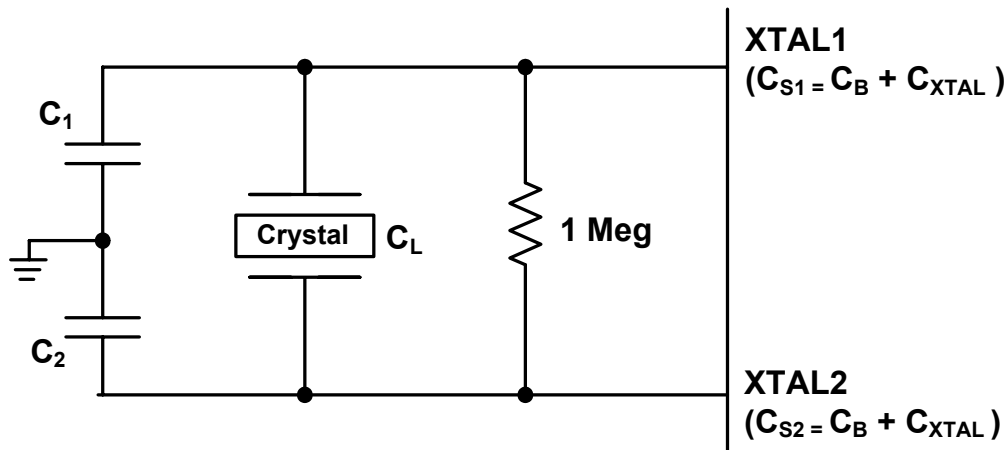 XTAL1
(CS1 = CB + CXTAL )
C1
Crystal
CL
1 Meg
C2
XTAL2
(CS2 = CB + CXTAL )